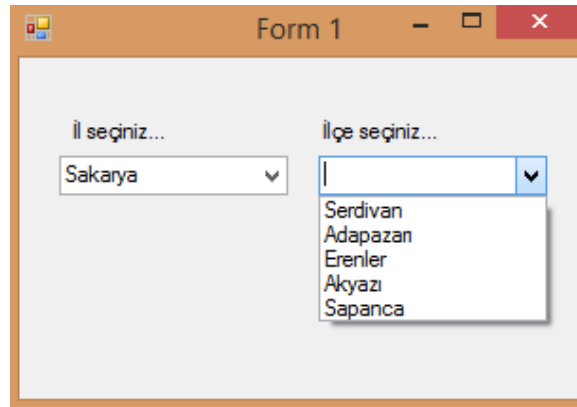 Form 1
İl seçiniz... İlçe seçiniz...
Sakarya
Serdivan
Adapazarı
Erenler
Akyazı
Sapanca